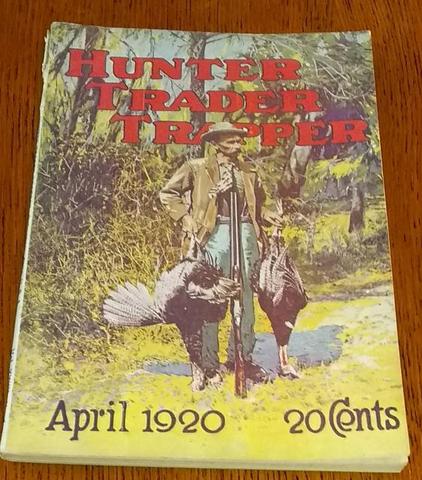 HUNTER
TRADER
TRAPPER
April 1920 20 Cents